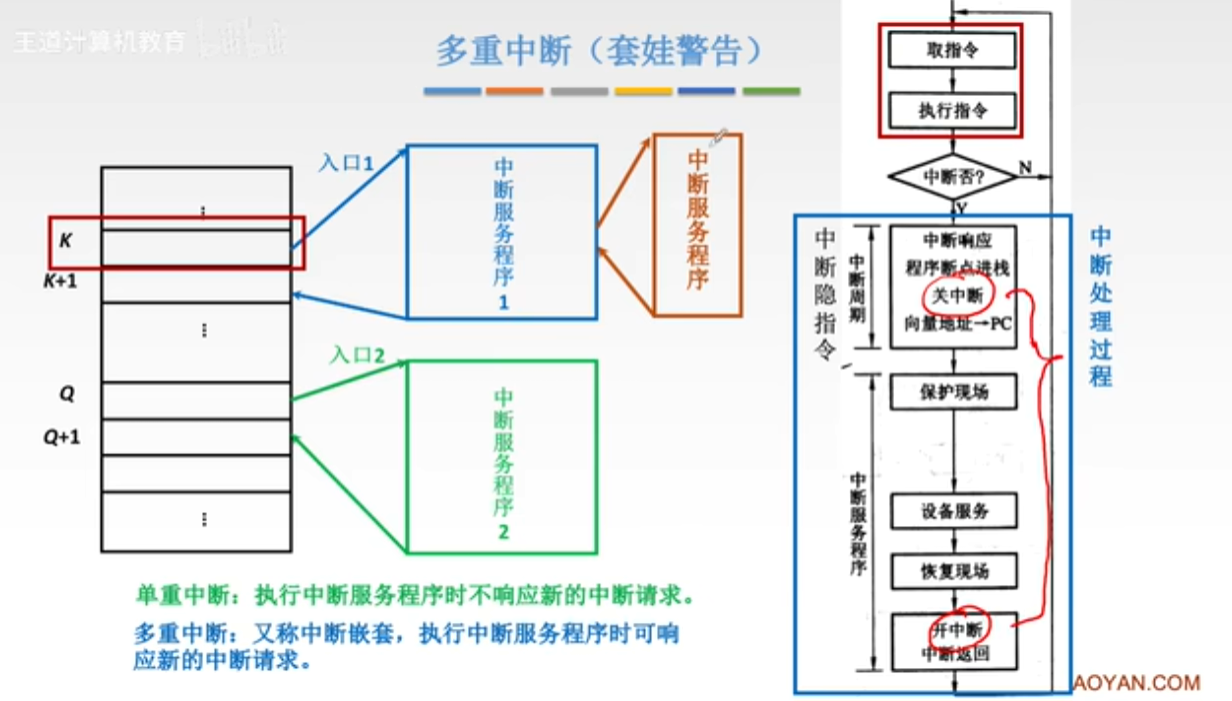 王道计算机教育
多重中断（套娃警告）
K
K+1
Q
Q+1
入口1
中断服务程序1
中断服务程序
入口2
中断服务程序2
单重中断：执行中断服务程序时不响应新的中断请求。
多重中断：又称中断嵌套，执行中断服务程序时可响
应新的中断请求。
取指令
执行指令
中断否?
N
Y
中断隐指令
中断周期
中断响应
程序断点进栈
关中断
向量地址→PC
中断处理过程
保护现场
中断服务程序
设备服务
恢复现场
开中断
中断返回
AOYAN.COM